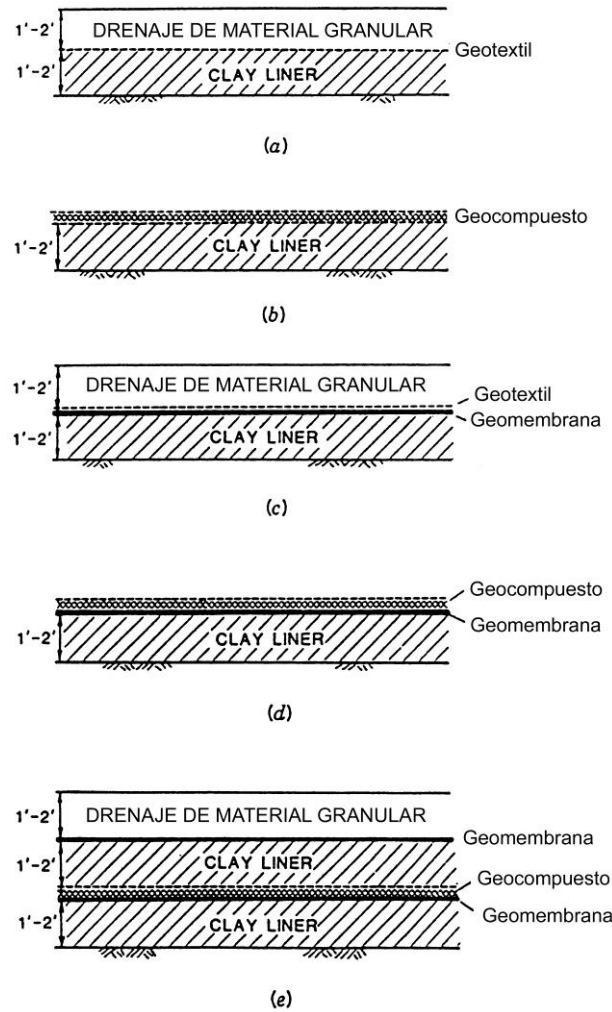 1'-2'
DRENAJE DE MATERIAL GRANULAR
Geotextil
1'-2'
CLAY LINER
(a)
Geocompuesto
1'-2'
CLAY LINER
(b)
1'-2'
DRENAJE DE MATERIAL GRANULAR
Geotextil
Geomembrana
1'-2'
CLAY LINER
(c)
Geocompuesto
Geomembrana
1'-2'
CLAY LINER
(d)
1'-2'
DRENAJE DE MATERIAL GRANULAR
Geomembrana
1'-2'
CLAY LINER
Geocompuesto
Geomembrana
1'-2'
CLAY LINER
(e)